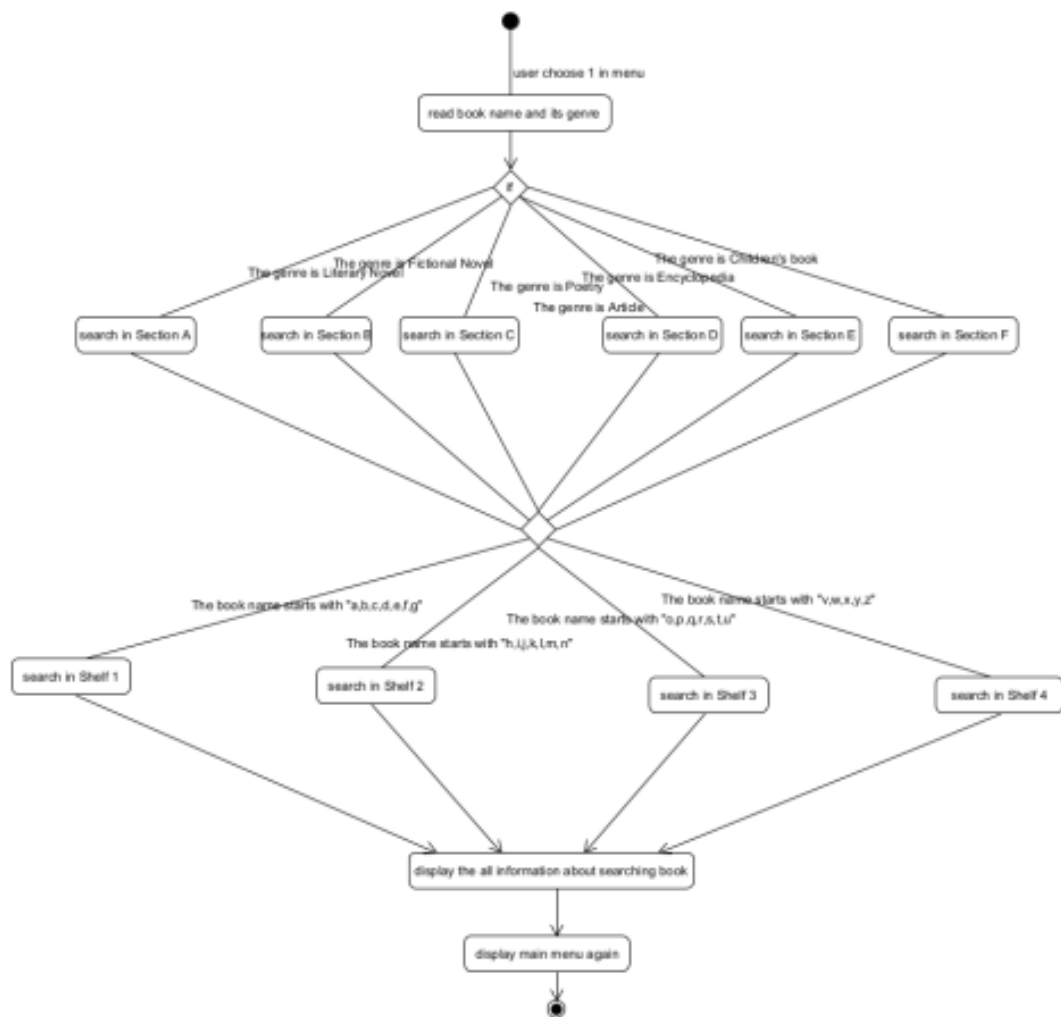 user choose 1 in menu
read book name and its genre
if
The genre is Children's book
The genre is Fictional Novel
The genre is Literary Novel
The genre is Encyclopedia
The genre is Poetry
The genre is Article
search in Section A
search in Section B
search in Section C
search in Section D
search in Section E
search in Section F
The book name starts with "v,w,x,y,z"
The book name starts with "a,b,c,d,e,f,g"
The book name starts with "o,p,q,r,s,t,u"
The book name starts with "h,i,j,k,l,m,n"
search in Shelf 1
search in Shelf 2
search in Shelf 3
search in Shelf 4
display the all information about searching book
display main menu again